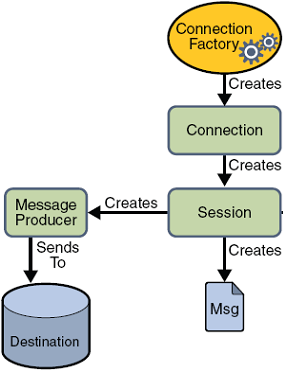 Connection
Factory
Creates
Connection
Creates
Message
Producer
Creates
Session
Sends
To
Creates
Destination
Msg